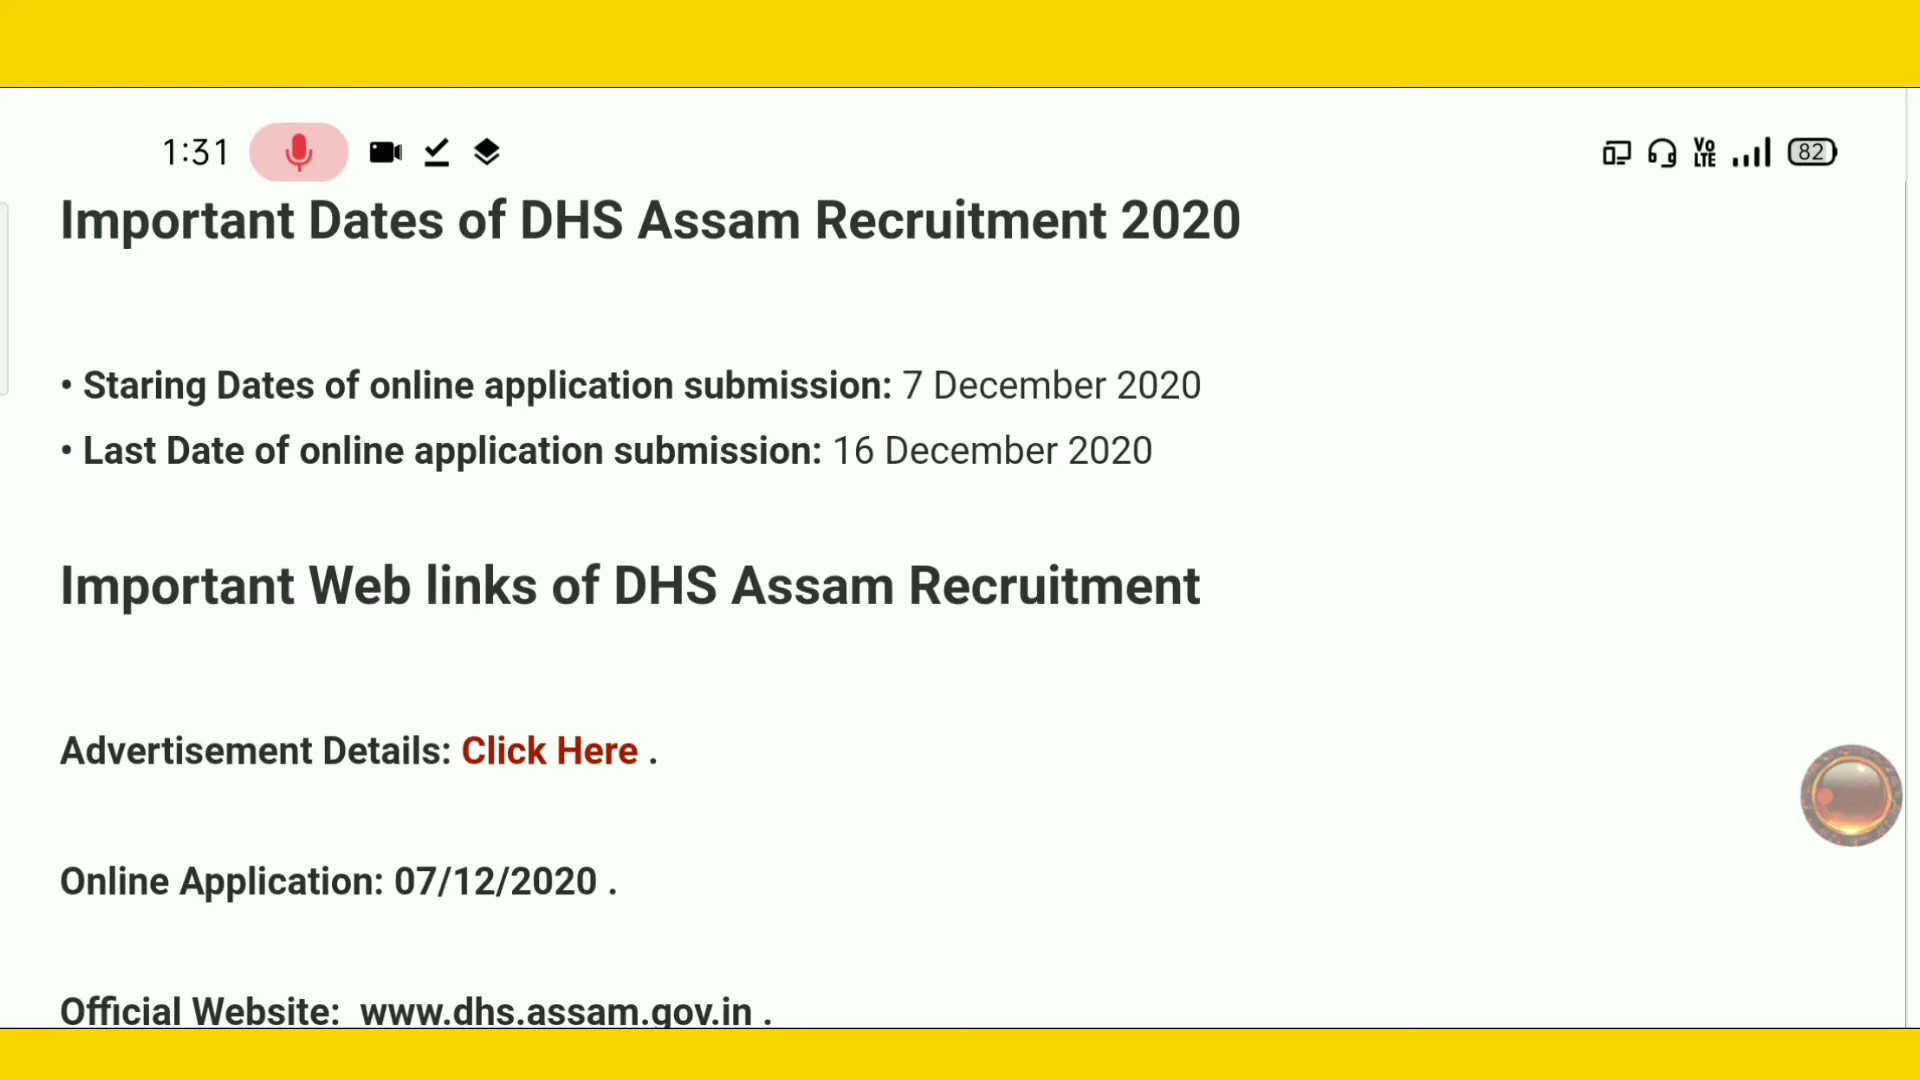 1:31
Vo
LTE
82
Important Dates of DHS Assam Recruitment 2020
• Staring Dates of online application submission: 7 December 2020
• Last Date of online application submission: 16 December 2020
Important Web links of DHS Assam Recruitment
Advertisement Details: Click Here .
Online Application: 07/12/2020 .
Official Website: www.dhs.assam.gov.in .